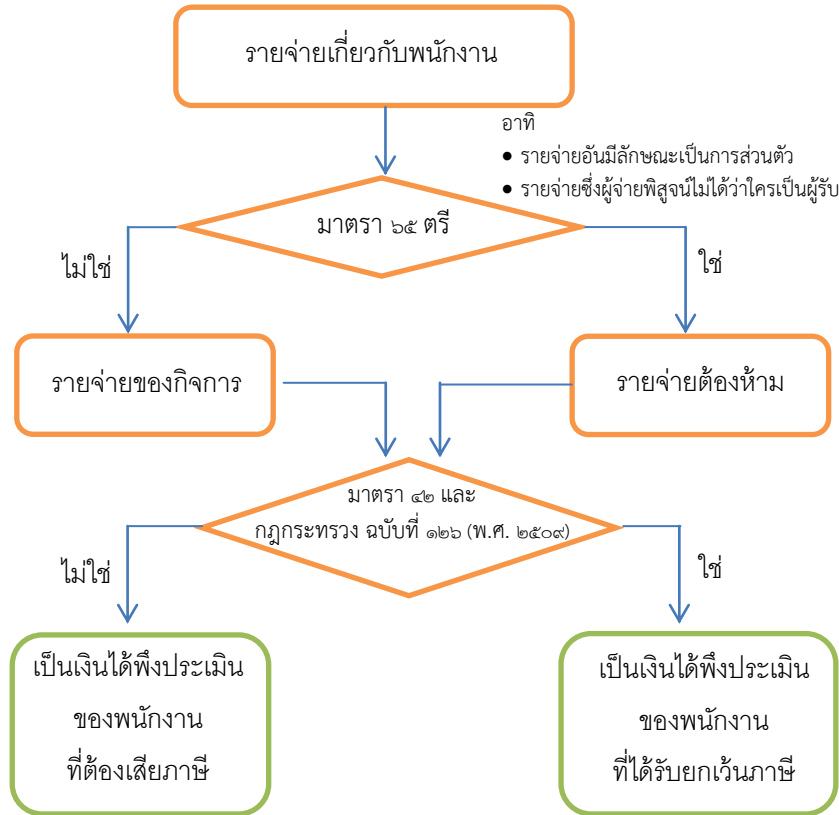 รายจ่ายเกี่ยวกับพนักงาน
อาทิ
• รายจ่ายอันมีลักษณะเป็นการส่วนตัว
• รายจ่ายซึ่งผู้จ่ายพิสูจน์ไม่ได้ว่าใครเป็นผู้รับ
มาตรา ๖๕ ตรี
ไม่ใช่
ใช่
รายจ่ายของกิจการ
รายจ่ายต้องห้าม
มาตรา ๔๒ และ
กฎกระทรวง ฉบับที่ ๑๒๖ (พ.ศ. ๒๕๐๙)
ไม่ใช่
ใช่
เป็นเงินได้พึงประเมิน
ของพนักงาน
ที่ต้องเสียภาษี
เป็นเงินได้พึงประเมิน
ของพนักงาน
ที่ได้รับยกเว้นภาษี